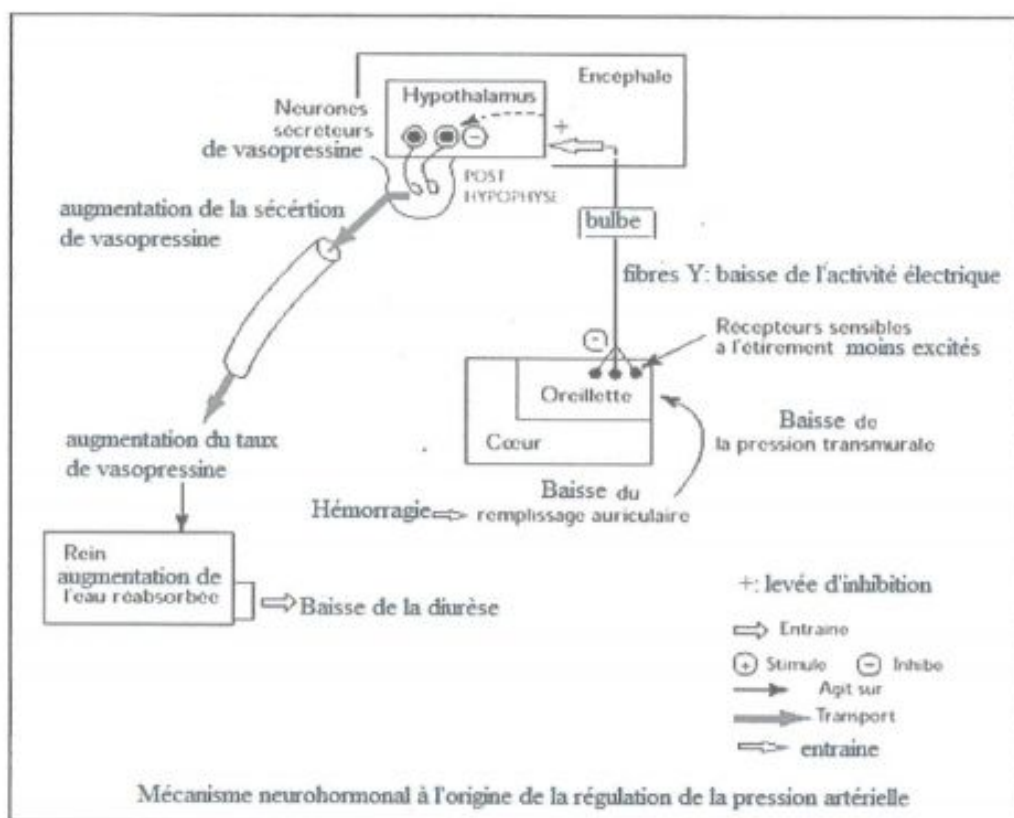 Encéphale
Hypothalamus
+
Neurones
sécréteurs
de vasopressine
-
POST
HYPOPHYSE
augmentation de la sécértion
de vasopressine
bulbe
fibres Y: baisse de l'activité électrique
-
Récepteurs sensibles
a l'étirement moins excités
Oreillette
Cœur
Baisse de
la pression transmurale
augmentation du taux
de vasopressine
Hémorragie
Baisse du
remplissage auriculaire
Rein
augmentation de
l'eau réabsorbée
Baisse de la diurèse
+: levée d'inhibition
Entraine
+ Stimule - Inhibe
Agit sur
Transport
entraine
Mécanisme neurohormonal à l'origine de la régulation de la pression artérielle